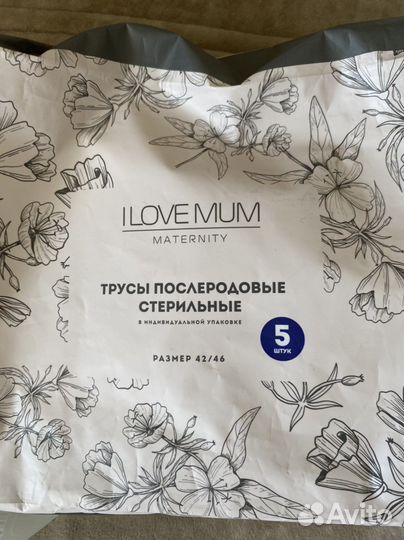 I LOVE MUM
MATERNITY
ТРУСЫ ПОСЛЕРОДОВЫЕ
СТЕРИЛЬНЫЕ
В ИНДИВИДУАЛЬНОЙ УПАКОВКЕ
5
ШТУК
РАЗМЕР 42/46
Avito